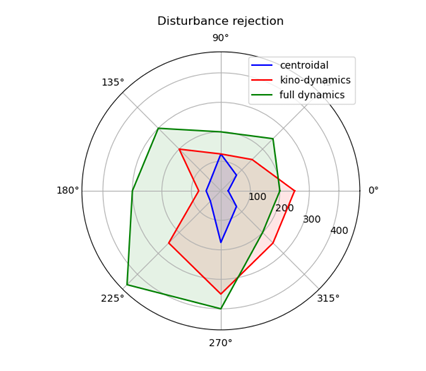 Disturbance rejection
90°
centroidal
kino-dynamics
full dynamics
135°
180°
0°
100
200
300
400
225°
315°
270°